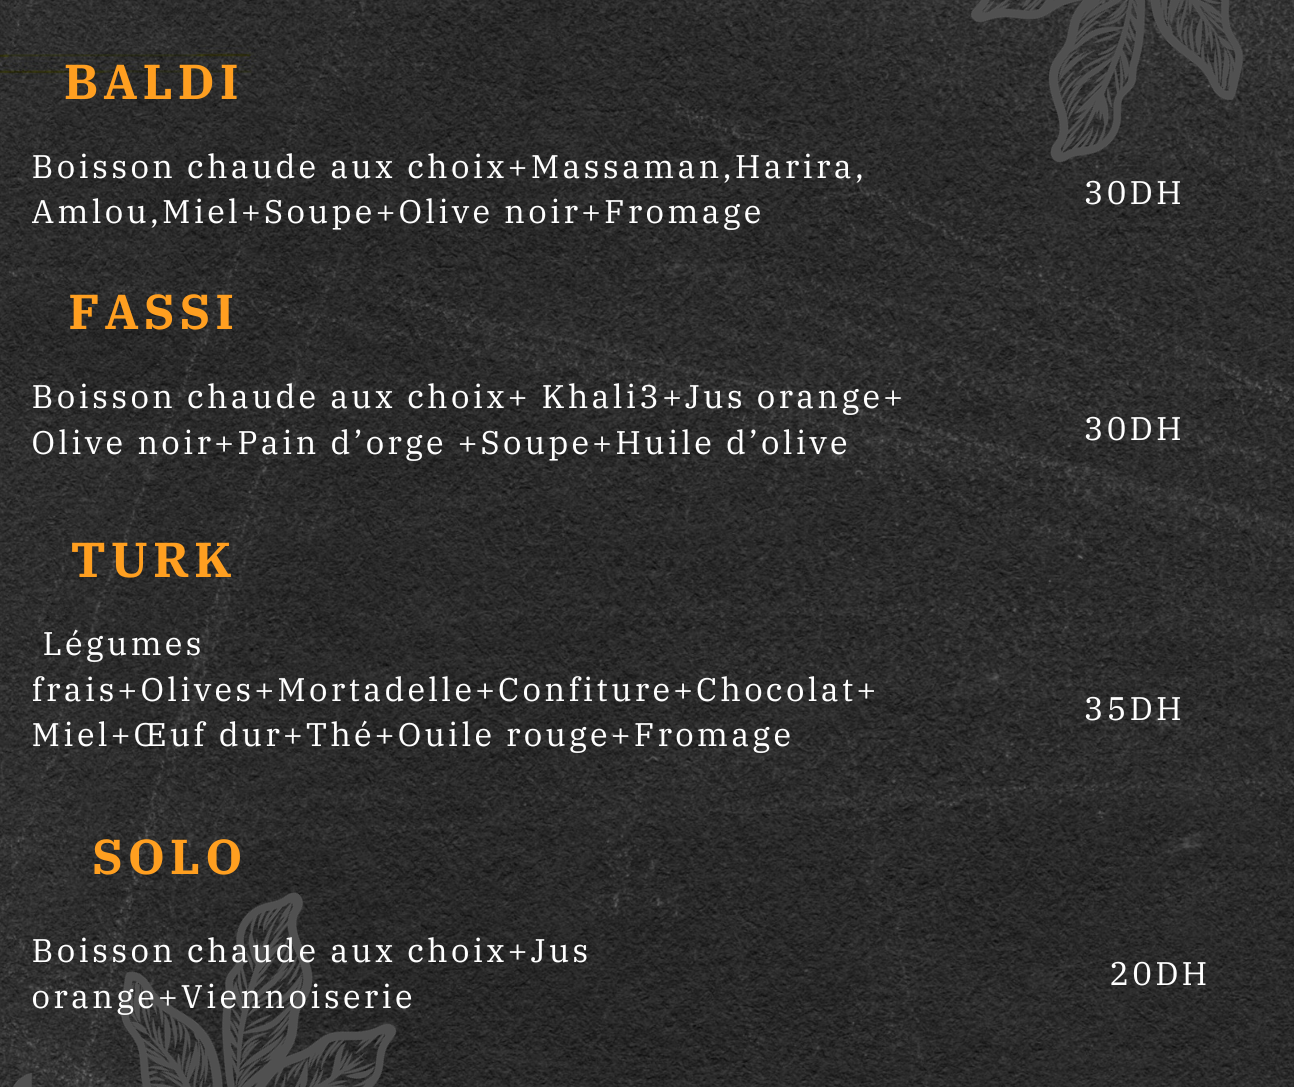 BALDI
Boisson chaude aux choix+Massaman,Harira,
Amlou,Miel+Soupe+Olive noir+Fromage
30DH
FASSI
Boisson chaude aux choix+ Khali3+Jus orange+
Olive noir+Pain d’orge +Soupe+Huile d’olive
30DH
TURK
Légumes
frais+Olives+Mortadelle+Confiture+Chocolat+
Miel+Œuf dur+Thé+Ouile rouge+Fromage
35DH
SOLO
Boisson chaude aux choix+Jus
orange+Viennoiserie
20DH